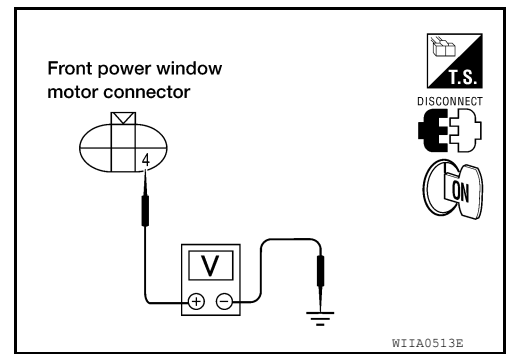 Front power window
motor connector
T.S.
DISCONNECT
4
ON
V
+ −
WIIA0513E